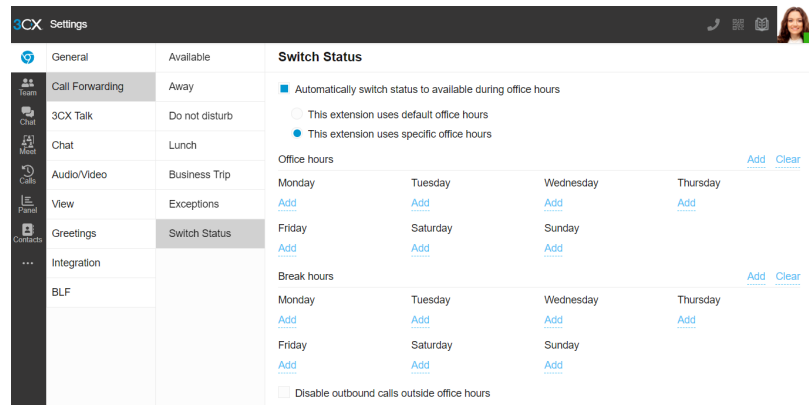 3CX Settings
General
Call Forwarding
3CX Talk
Chat
Audio/Video
View
Greetings
Integration
BLF
Team
Chat
Meet
Calls
Panel
Contacts
Available
Away
Do not disturb
Lunch
Business Trip
Exceptions
Switch Status
Switch Status
Automatically switch status to available during office hours
This extension uses default office hours
This extension uses specific office hours
Office hours Add Clear
Monday Tuesday Wednesday Thursday
Add Add Add Add
Friday Saturday Sunday
Add Add Add
Break hours Add Clear
Monday Tuesday Wednesday Thursday
Add Add Add Add
Friday Saturday Sunday
Add Add Add
Disable outbound calls outside office hours